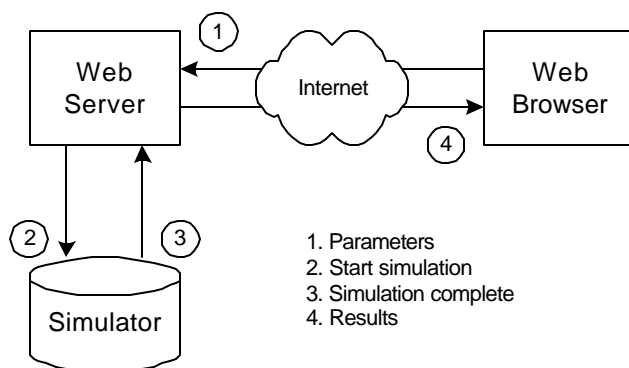 1
Web
Server
Internet
Web
Browser
4
2
3
Simulator
1. Parameters
2. Start simulation
3. Simulation complete
4. Results